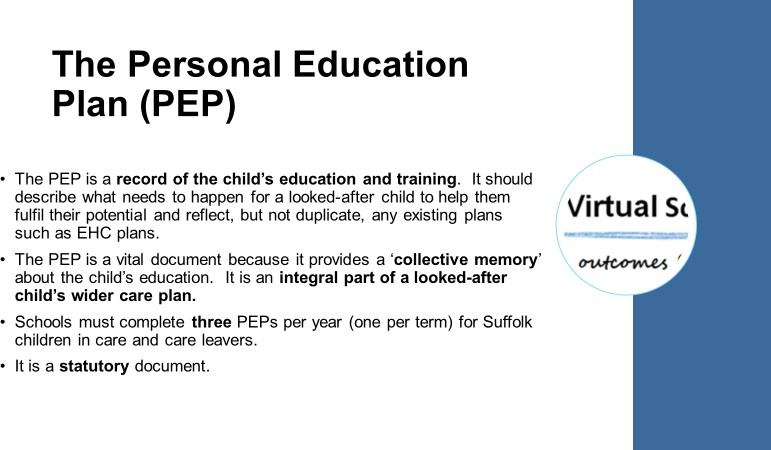 The Personal Education
Plan (PEP)
• The PEP is a record of the child's education and training. It should
describe what needs to happen for a looked-after child to help them
fulfil their potential and reflect, but not duplicate, any existing plans
such as EHC plans.
• The PEP is a vital document because it provides a ‘collective memory’
about the child's education. It is an integral part of a looked-after
child's wider care plan.
• Schools must complete three PEPs per year (one per term) for Suffolk
children in care and care leavers.
• It is a statutory document.
Virtual Sc
outcomes